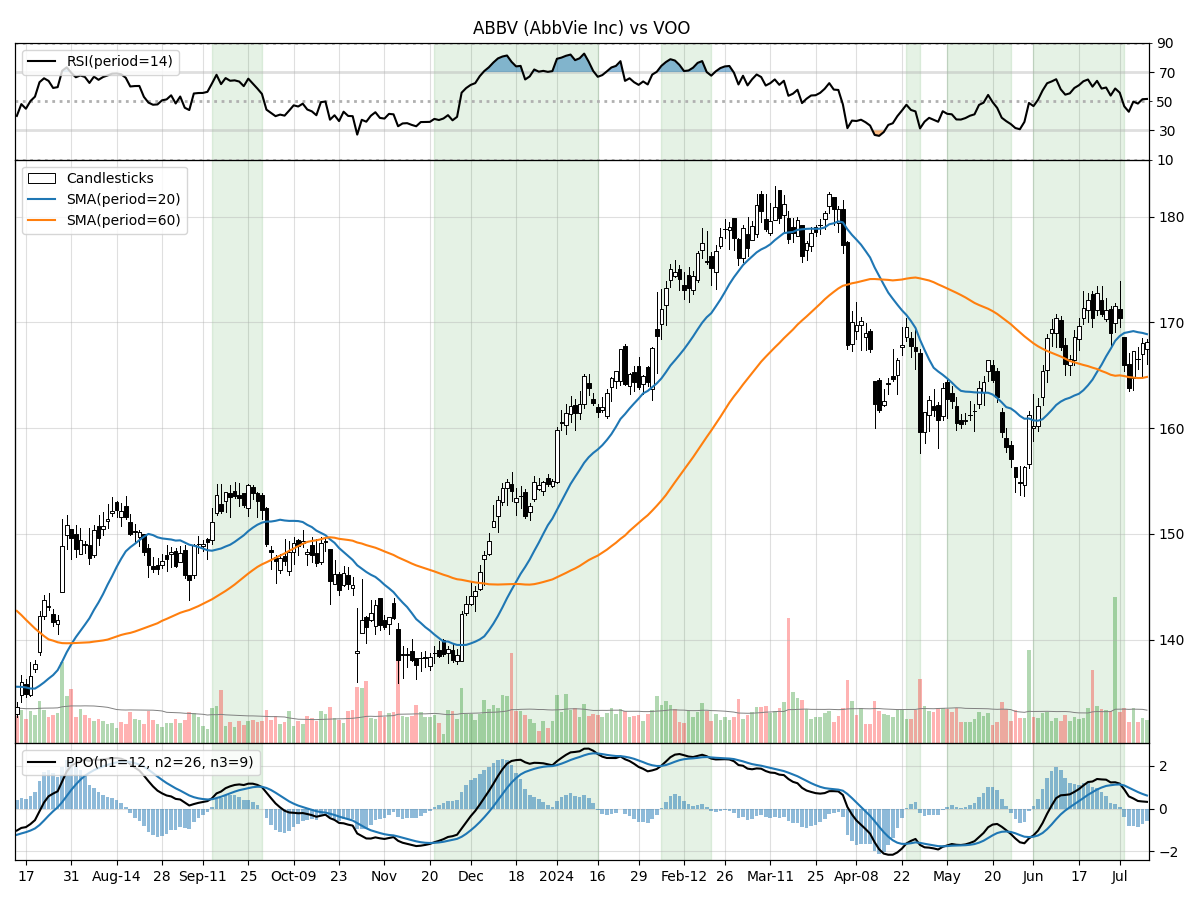 ABBV (AbbVie Inc) vs VOO
RSI(period=14)
90
70
50
30
10
Candlesticks
SMA(period=20)
SMA(period=60)
180
170
160
150
140
PPO(n1=12, n2=26, n3=9)
2
0
−2
17 31 Aug-14 28 Sep-11 25 Oct-09 23 Nov 20 Dec 18 2024 16 29 Feb-12 26 Mar-11 25 Apr-08 22 May 20 Jun 17 Jul